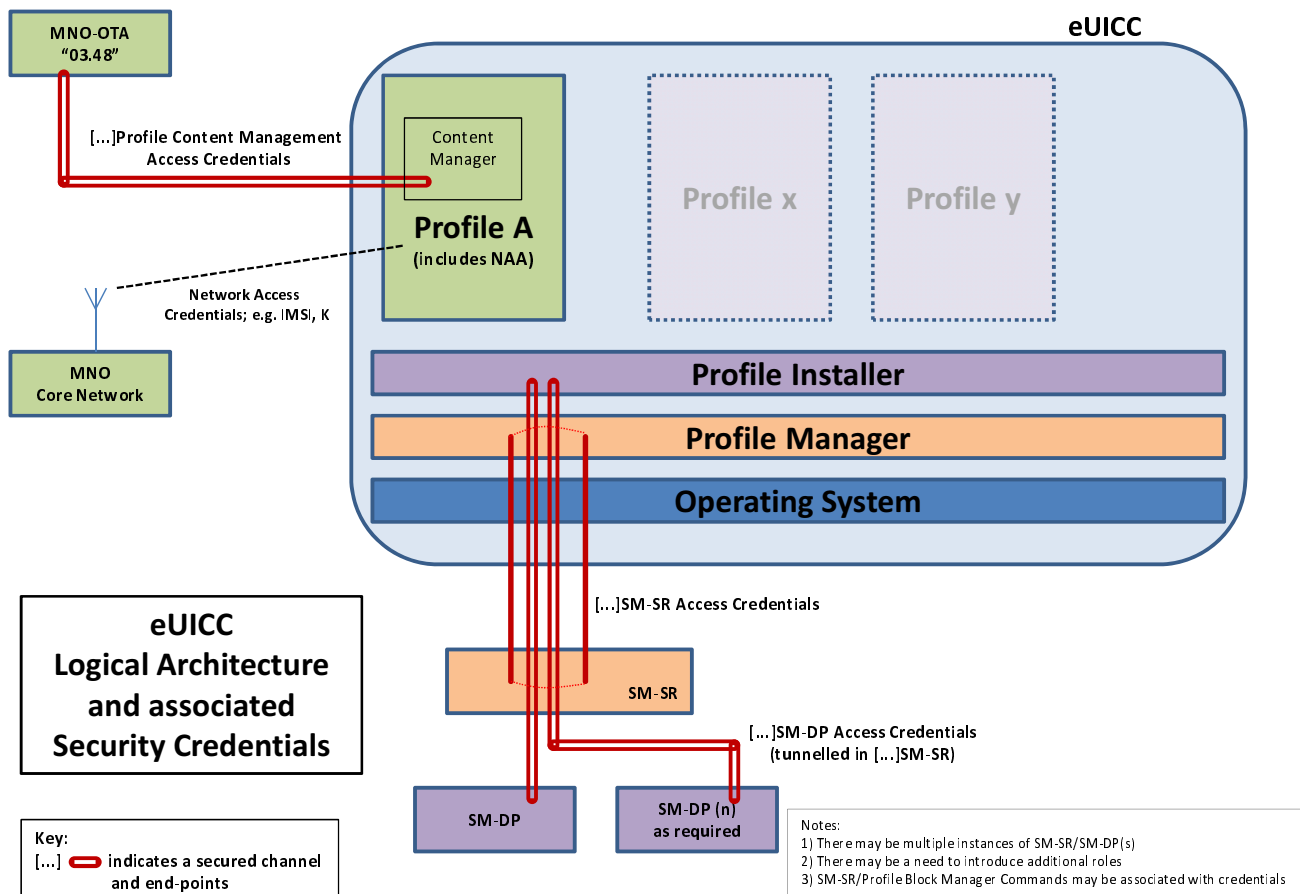 MNO-OTA
“03.48”
eUICC
[...]Profile Content Management
Access Credentials
Content
Manager
Profile A
(includes NAA)
Profile x
Profile y
Network Access
Credentials; e.g. IMSI, K
MNO
Core Network
Profile Installer
Profile Manager
Operating System
[...]SM-SR Access Credentials
eUICC
Logical Architecture
and associated
Security Credentials
SM-SR
[...]SM-DP Access Credentials
(tunnelled in [...]SM-SR)
SM-DP
SM-DP (n)
as required
Key:
[...] indicates a secured channel
and end-points
Notes:
1) There may be multiple instances of SM-SR/SM-DP(s)
2) There may be a need to introduce additional roles
3) SM-SR/Profile Block Manager Commands may be associated with credentials